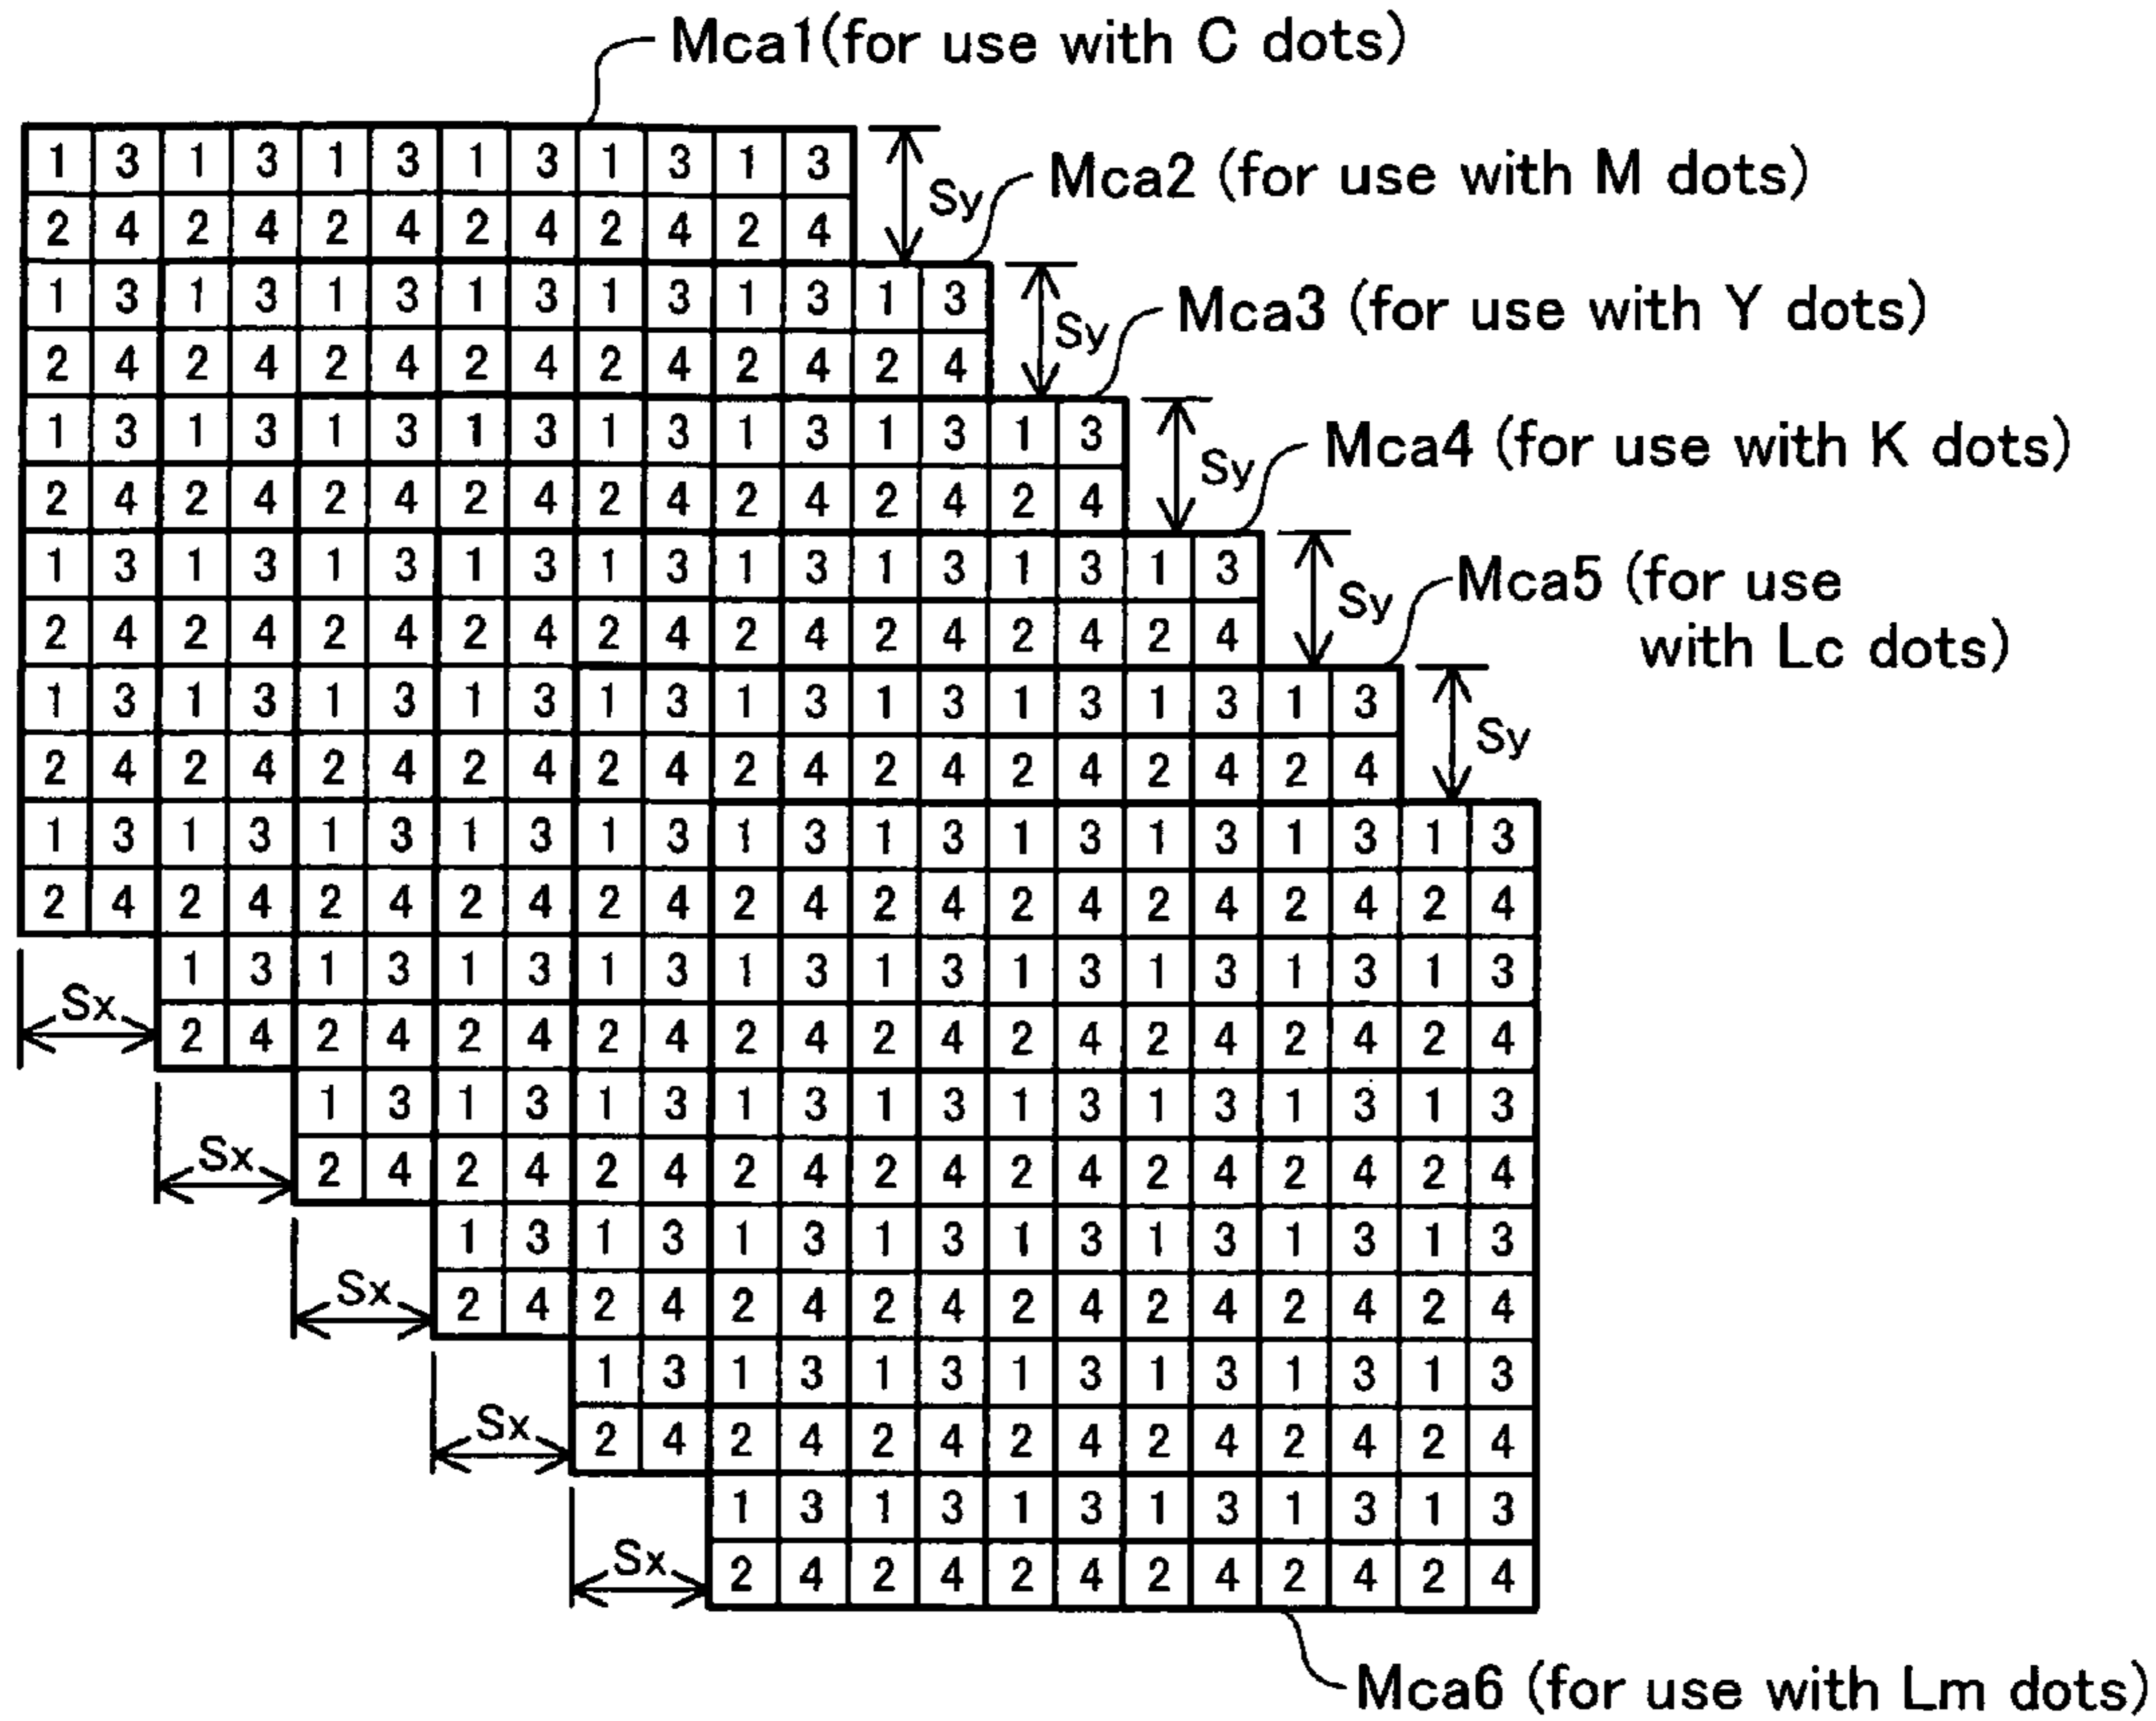 Mca1(for use with C dots)
1 3 1 3 1 3 1 3 1 3 1 3
Sy Mca2 (for use with M dots)
2 4 2 4 2 4 2 4 2 4 2 4
1 3 1 3 1 3 1 3 1 3 1 3 1 3
Sy Mca3 (for use with Y dots)
2 4 2 4 2 4 2 4 2 4 2 4 2 4
1 3 1 3 1 3 1 3 1 3 1 3 1 3 1 3
Sy Mca4 (for use with K dots)
2 4 2 4 2 4 2 4 2 4 2 4 2 4 2 4
1 3 1 3 1 3 1 3 1 3 1 3 1 3 1 3 1 3
Sy Mca5 (for use
with Lc dots)
2 4 2 4 2 4 2 4 2 4 2 4 2 4 2 4 2 4
1 3 1 3 1 3 1 3 1 3 1 3 1 3 1 3 1 3 1 3
Sy
2 4 2 4 2 4 2 4 2 4 2 4 2 4 2 4 2 4 2 4
1 3 1 3 1 3 1 3 1 3 1 3 1 3 1 3 1 3 1 3 1 3
2 4 2 4 2 4 2 4 2 4 2 4 2 4 2 4 2 4 2 4 2 4
1 3 1 3 1 3 1 3 1 3 1 3 1 3 1 3 1 3 1 3
Sx
2 4 2 4 2 4 2 4 2 4 2 4 2 4 2 4 2 4 2 4
1 3 1 3 1 3 1 3 1 3 1 3 1 3 1 3 1 3
Sx
2 4 2 4 2 4 2 4 2 4 2 4 2 4 2 4 2 4
1 3 1 3 1 3 1 3 1 3 1 3 1 3 1 3
Sx
2 4 2 4 2 4 2 4 2 4 2 4 2 4 2 4
1 3 1 3 1 3 1 3 1 3 1 3 1 3
Sx
2 4 2 4 2 4 2 4 2 4 2 4 2 4
1 3 1 3 1 3 1 3 1 3 1 3
Sx
2 4 2 4 2 4 2 4 2 4 2 4
Mca6 (for use with Lm dots)